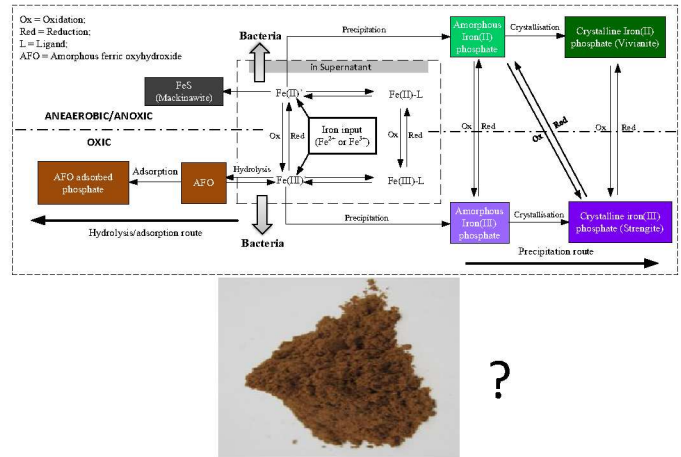 Ox = Oxidation;
Red = Reduction;
L = Ligand;
AFO = Amorphous ferric oxyhydroxide
Bacteria
Precipitation
Amorphous
Iron(II)
phosphate
Crystallisation
Crystalline Iron(II)
phosphate (Vivianite)
in Supernatant
FeS
(Mackinawite)
Fe(II)'
Fe(II)-L
ANEAEROBIC/ANOXIC
OXIC
Ox
Red
Iron input
(Fe²⁺ or Fe³⁺)
Ox
Red
Ox
Red
Ox
Red
Ox
Red
AFO adsorbed
phosphate
Adsorption
AFO
Hydrolysis
Fe(III)
Fe(III)-L
Hydrolysis/adsorption route
Bacteria
Precipitation
Amorphous
Iron(III)
phosphate
Crystallisation
Crystalline iron(III)
phosphate (Strengite)
Precipitation route
?